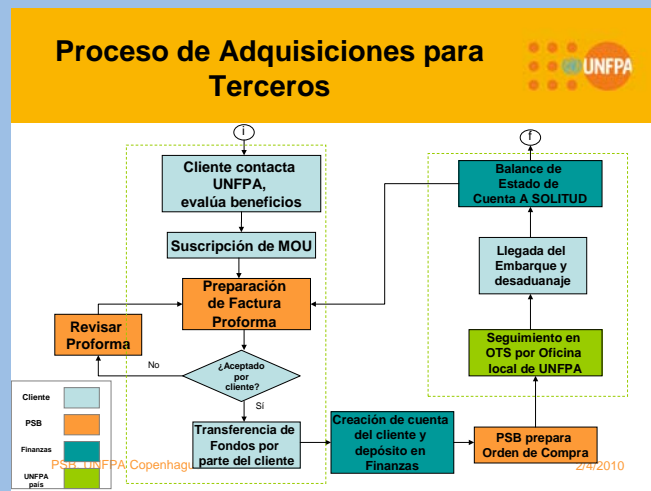 Proceso de Adquisiciones para
Terceros
UNFPA
i
Cliente contacta
UNFPA,
evalúa beneficios
Suscripción de MOU
Preparación
de Factura
Proforma
Revisar
Proforma
No
¿Aceptado
por
cliente?
Sí
Transferencia de
Fondos por
parte del cliente
Creación de cuenta
del cliente y
depósito en
Finanzas
PSB prepara
Orden de Compra
Seguimiento en
OTS por Oficina
local de UNFPA
Llegada del
Embarque y
desaduanaje
Balance de
Estado de
Cuenta A SOLITUD
f
Cliente
PSB
Finanzas
UNFPA
país
PSB, UNFPA Copenhagu
2/4/2010